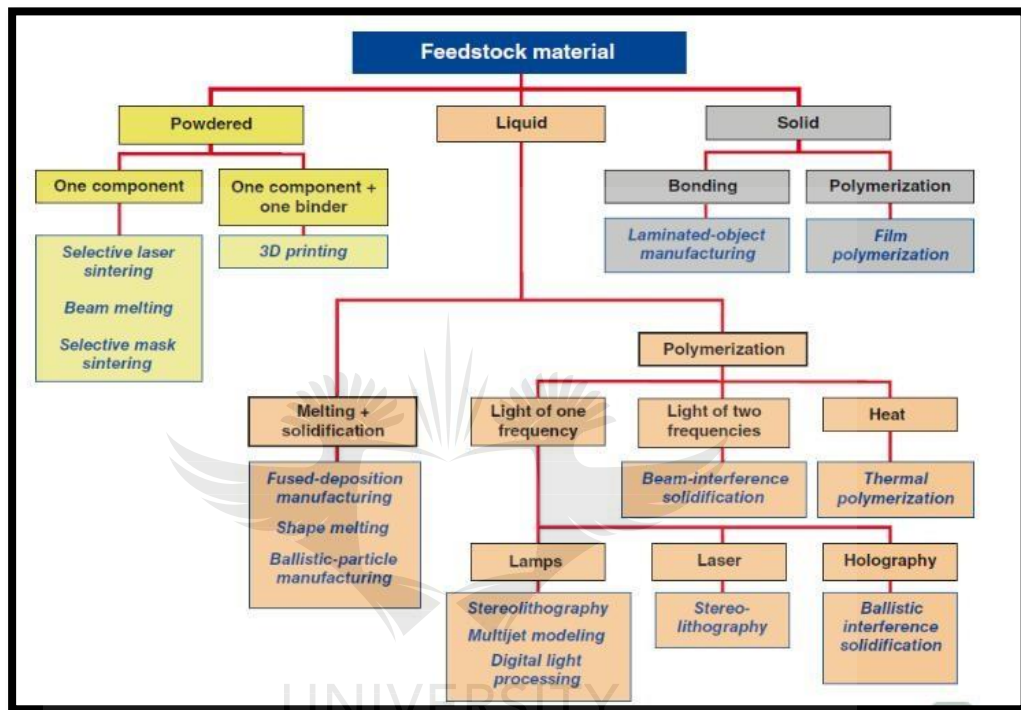 Feedstock material
Powdered
Liquid
Solid
One component
One component +
one binder
Bonding
Polymerization
Selective laser
sintering
Beam melting
Selective mask
sintering
3D printing
Laminated-object
manufacturing
Film
polymerization
Polymerization
Melting +
solidification
Light of one
frequency
Light of two
frequencies
Heat
Fused-deposition
manufacturing
Shape melting
Ballistic-particle
manufacturing
Beam-interference
solidification
Thermal
polymerization
Lamps
Laser
Holography
Stereolithography
Multijet modeling
Digital light
processing
Stereo-
lithography
Ballistic
interference
solidification
UNIVERSITY